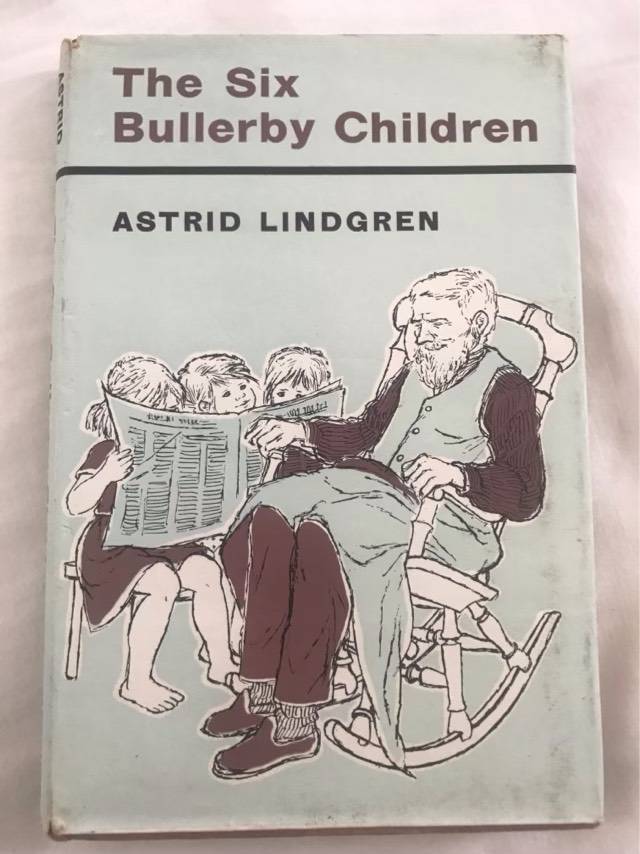 The Six
Bullerby Children
ASTRID LINDGREN
ASTRID